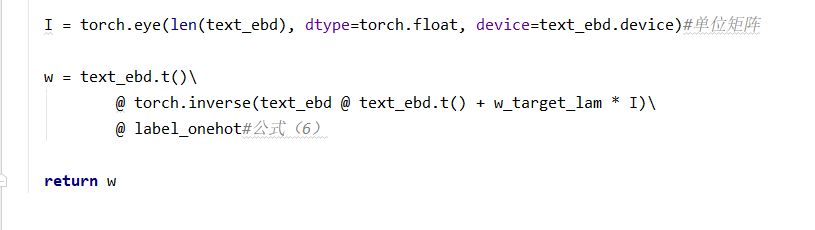 I = torch.eye(len(text_ebd), dtype=torch.float, device=text_ebd.device)#单位矩阵
w = text_ebd.t()\
@ torch.inverse(text_ebd @ text_ebd.t() + w_target_lam * I)\
@ label_onehot#公式（6）
return w